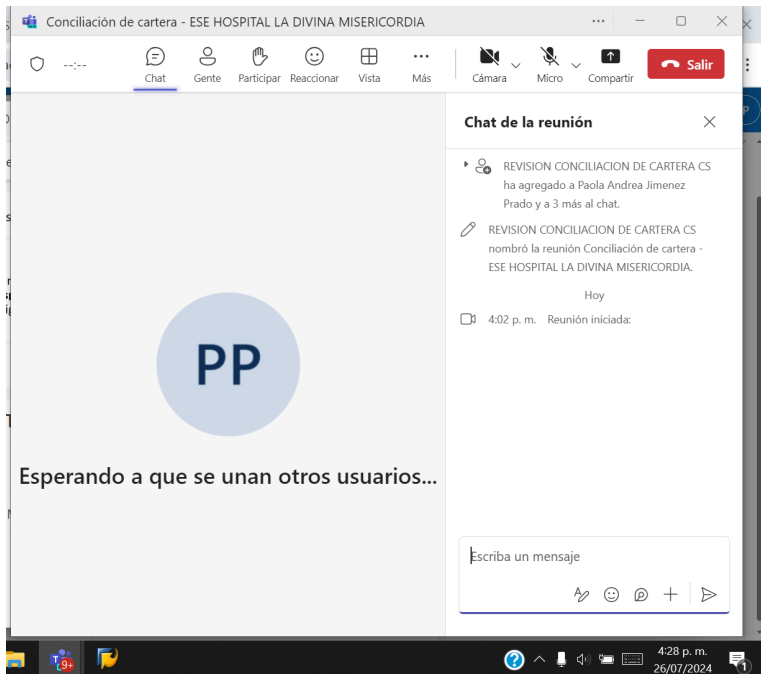 Conciliación de cartera - ESE HOSPITAL LA DIVINA MISERICORDIA
--:--
Chat
Gente
Participar
Reaccionar
Vista
Más
Cámara
Micro
Compartir
Salir
Chat de la reunión
REVISION CONCILIACION DE CARTERA CS
ha agregado a Paola Andrea Jimenez
Prado y a 3 más al chat.
REVISION CONCILIACION DE CARTERA CS
nombró la reunión Conciliación de cartera -
ESE HOSPITAL LA DIVINA MISERICORDIA.
Hoy
4:02 p. m. Reunión iniciada:
PP
Esperando a que se unan otros usuarios...
Escriba un mensaje
9+
4:28 p. m.
26/07/2024
1